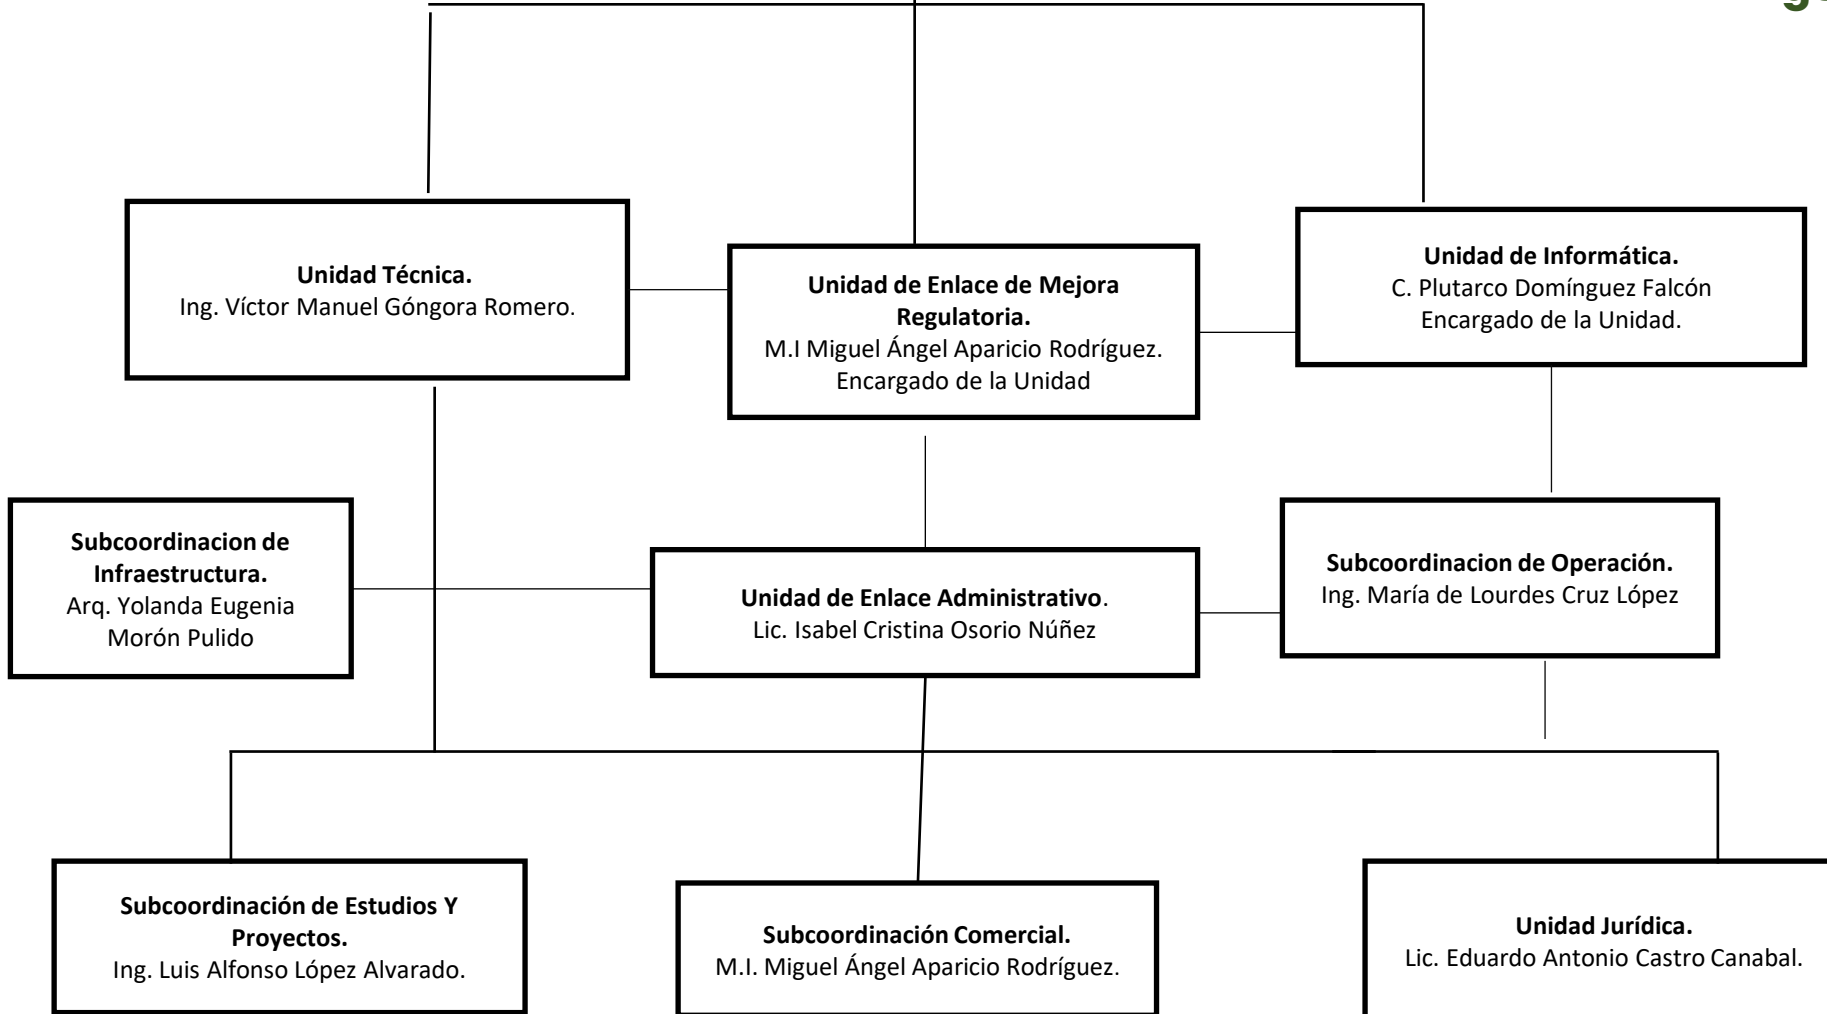 Unidad Técnica.
Ing. Víctor Manuel Góngora Romero.
Unidad de Enlace de Mejora
Regulatoria.
M.I Miguel Ángel Aparicio Rodríguez.
Encargado de la Unidad
Unidad de Informática.
C. Plutarco Domínguez Falcón
Encargado de la Unidad.
Subcoordinacion de
Infraestructura.
Arq. Yolanda Eugenia
Morón Pulido
Unidad de Enlace Administrativo.
Lic. Isabel Cristina Osorio Núñez
Subcoordinacion de Operación.
Ing. María de Lourdes Cruz López
Subcoordinación de Estudios Y
Proyectos.
Ing. Luis Alfonso López Alvarado.
Subcoordinación Comercial.
M.I. Miguel Ángel Aparicio Rodríguez.
Unidad Jurídica.
Lic. Eduardo Antonio Castro Canabal.